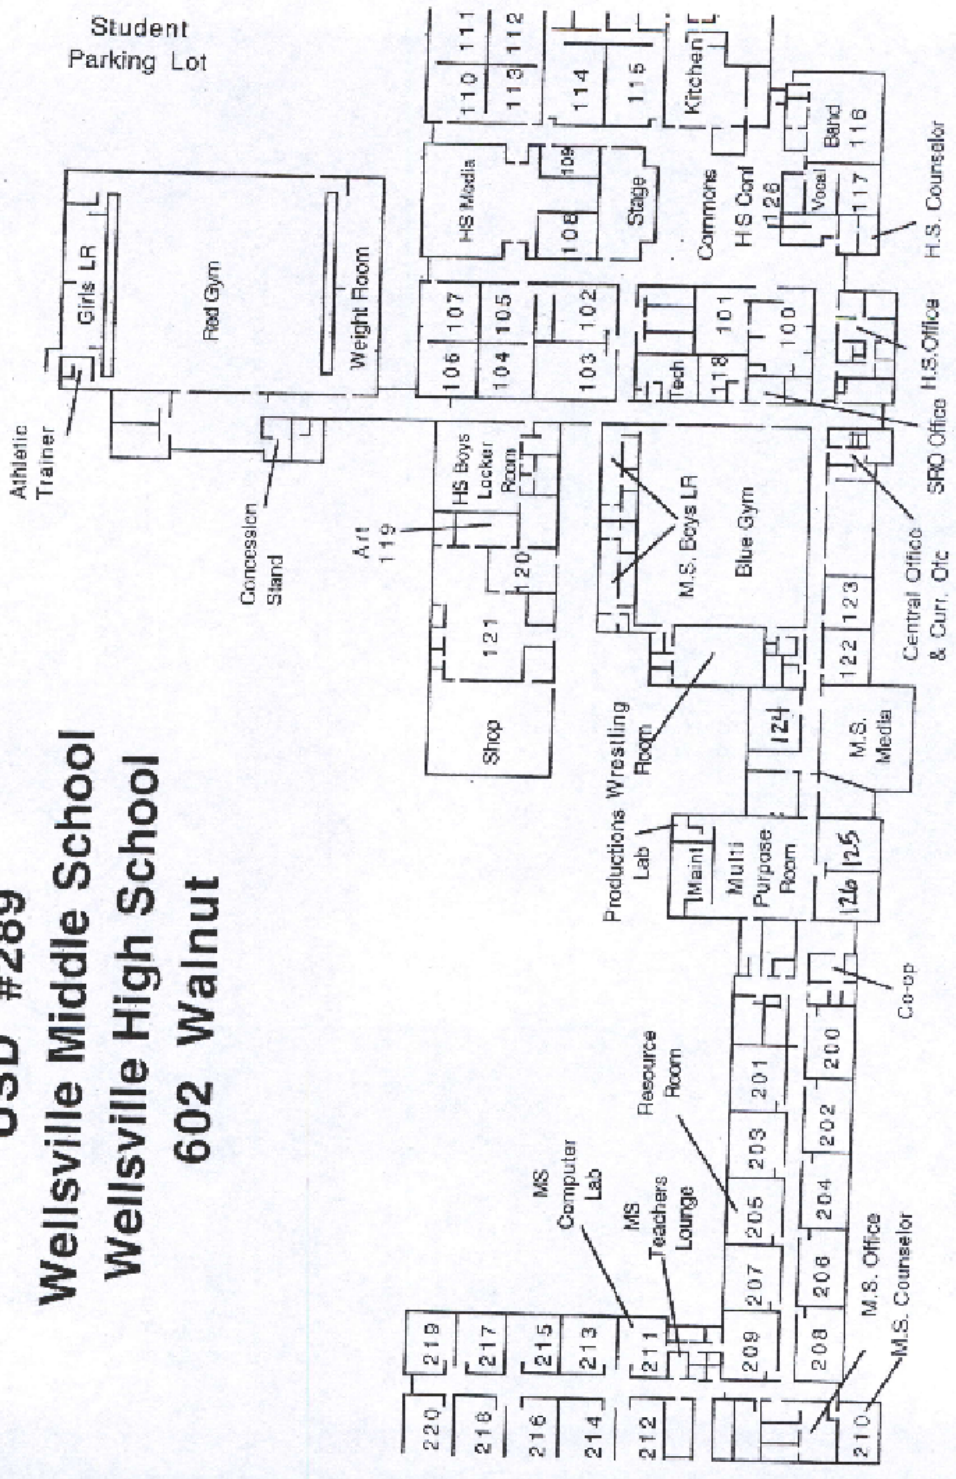 USD #289
Wellsville Middle School
Wellsville High School
602 Walnut
Student
Parking Lot
Athletic
Trainer
Girls LR
Red Gym
Weight Room
Concession
Stand
110
111
113
112
114
115
Kitchen
HS Media
109
108
Stage
Commons
HS Conf
126
Band
116
Vocal
117
H.S. Counselor
106
107
104
105
103
102
Tech
101
118
100
H.S. Office
SRO Office
HS Boys
Locker
Room
Art
119
120
121
Shop
M.S. Boys LR
Blue Gym
Wrestling
Room
Productions
Lab
Central Office
& Curr. Ofc
123
122
124
M.S.
Media
Maint
Multi
Purpose
Room
126
125
Co-op
Resource
Room
201
200
203
202
205
204
207
206
209
208
MS
Computer
Lab
MS
Teachers
Lounge
M.S. Office
M.S. Counselor
219
217
215
213
211
220
218
216
214
212
210